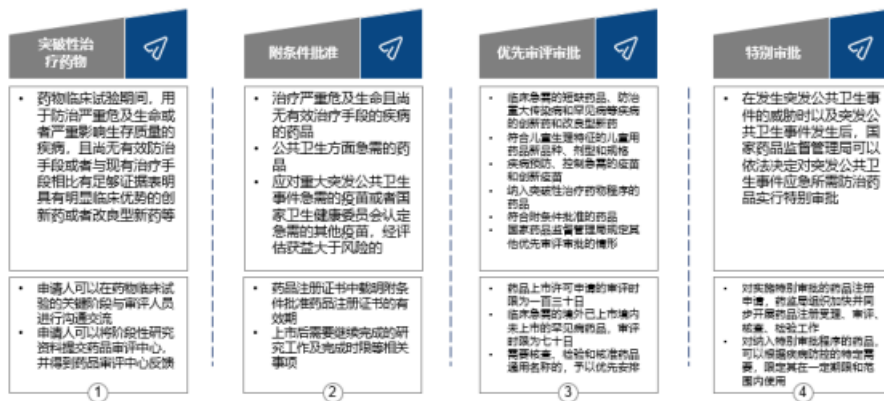 突破性治
疗药物
药物临床试验期间，用
于防治严重危及生命或
者严重影响生存质量的
疾病，且尚无有效防治
手段或者与现有治疗手
段相比有足够证据表明
具有明显临床优势的创
新药或者改良型新药等
申请人可以在药物临床试
验的关键阶段与审评人员
进行沟通交流
申请人可以将阶段性研究
资料提交药品审评中心，
并得到药品审评中心反馈
1
附条件批准
治疗严重危及生命且尚
无有效治疗手段的疾病
的药品
公共卫生方面急需的药
品
应对重大突发公共卫生
事件急需的疫苗或者国
家卫生健康委员会认定
急需的其他疫苗，经评
估获益大于风险的
药品注册证书中载明附条
件批准药品注册证书的有
效期
上市后需要继续完成的研
究工作及完成时限等相关
事项
2
优先审评审批
临床急需的短缺药品、防治
重大传染病和罕见病等疾病
的创新药和改良型新药
符合儿童生理特征的儿童用
药品新品种、剂型和规格
疾病预防、控制急需的疫苗
和创新疫苗
纳入突破性治疗药物程序的
药品
符合附条件批准的药品
国家药品监督管理局规定其
他优先审评审批的情形
药品上市许可申请的审评时
限为一百三十日
临床急需的境外已上市境内
未上市的罕见病药品，审评
时限为七十日
需要核查、检验和核准药品
通用名称的，予以优先安排
3
特别审批
在发生突发公共卫生事
件的威胁时以及突发公
共卫生事件发生后，国
家药品监督管理局可以
依法决定对突发公共卫
生事件应急所需防治药
品实行特别审批
对实施特别审批的药品注册
申请，药监局组织加快并同
步开展药品注册受理、审评、
核查、检验工作
对纳入特别审批程序的药品，
可以根据疾病防控的特定需
要，限定其在一定期限和范
围内使用
4